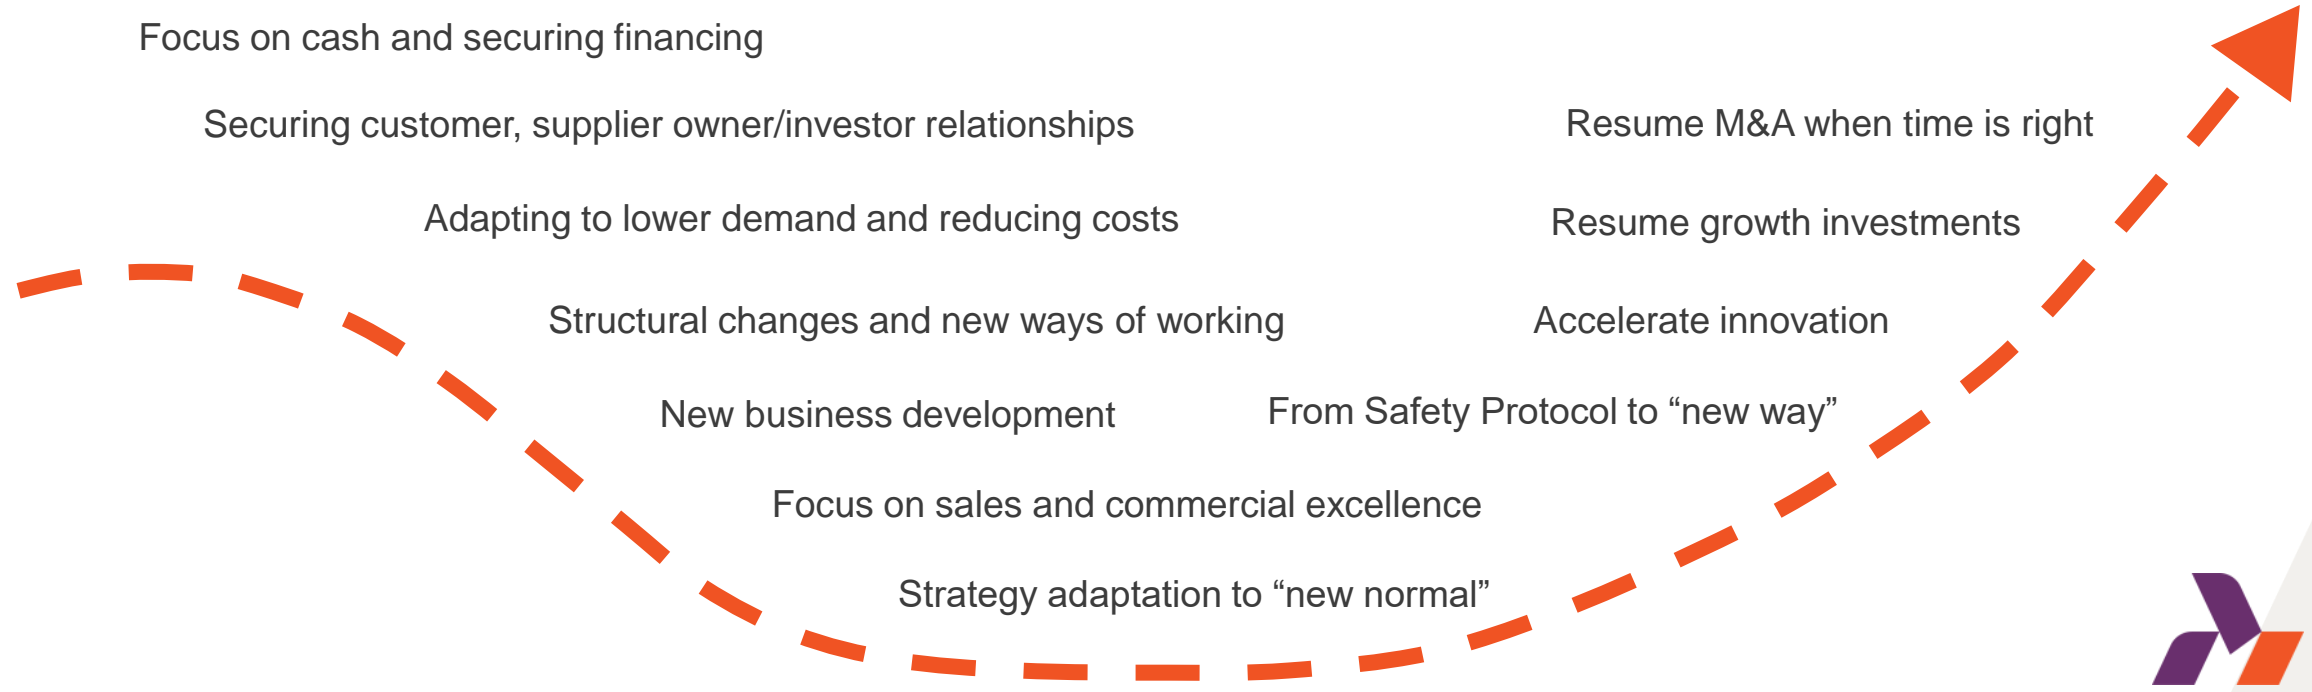 Focus on cash and securing financing
Securing customer, supplier owner/investor relationships
Resume M&A when time is right
Adapting to lower demand and reducing costs
Resume growth investments
Structural changes and new ways of working
Accelerate innovation
New business development
From Safety Protocol to “new way”
Focus on sales and commercial excellence
Strategy adaptation to “new normal”